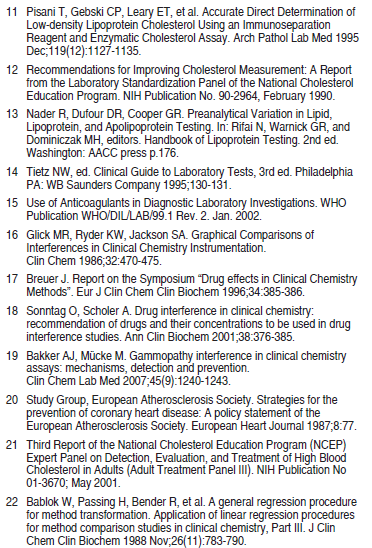 11 Pisani T, Gebski CP, Leary ET, et al. Accurate Direct Determination of
Low-density Lipoprotein Cholesterol Using an Immunoseparation
Reagent and Enzymatic Cholesterol Assay. Arch Pathol Lab Med 1995
Dec;119(12):1127-1135.
12 Recommendations for Improving Cholesterol Measurement: A Report
from the Laboratory Standardization Panel of the National Cholesterol
Education Program. NIH Publication No. 90-2964, February 1990.
13 Nader R, Dufour DR, Cooper GR. Preanalytical Variation in Lipid,
Lipoprotein, and Apolipoprotein Testing. In: Rifai N, Warnick GR, and
Dominiczak MH, editors. Handbook of Lipoprotein Testing. 2nd ed.
Washington: AACC press p.176.
14 Tietz NW, ed. Clinical Guide to Laboratory Tests, 3rd ed. Philadelphia
PA: WB Saunders Company 1995;130-131.
15 Use of Anticoagulants in Diagnostic Laboratory Investigations. WHO
Publication WHO/DIL/LAB/99.1 Rev. 2. Jan. 2002.
16 Glick MR, Ryder KW, Jackson SA. Graphical Comparisons of
Interferences in Clinical Chemistry Instrumentation.
Clin Chem 1986;32:470-475.
17 Breuer J. Report on the Symposium “Drug effects in Clinical Chemistry
Methods”. Eur J Clin Chem Clin Biochem 1996;34:385-386.
18 Sonntag O, Scholer A. Drug interference in clinical chemistry:
recommendation of drugs and their concentrations to be used in drug
interference studies. Ann Clin Biochem 2001;38:376-385.
19 Bakker AJ, Mücke M. Gammopathy interference in clinical chemistry
assays: mechanisms, detection and prevention.
Clin Chem Lab Med 2007;45(9):1240-1243.
20 Study Group, European Atherosclerosis Society. Strategies for the
prevention of coronary heart disease: A policy statement of the
European Atherosclerosis Society. European Heart Journal 1987;8:77.
21 Third Report of the National Cholesterol Education Program (NCEP)
Expert Panel on Detection, Evaluation, and Treatment of High Blood
Cholesterol in Adults (Adult Treatment Panel III). NIH Publication No
01-3670; May 2001.
22 Bablok W, Passing H, Bender R, et al. A general regression procedure
for method transformation. Application of linear regression procedures
for method comparison studies in clinical chemistry, Part III. J Clin
Chem Clin Biochem 1988 Nov;26(11):783-790.